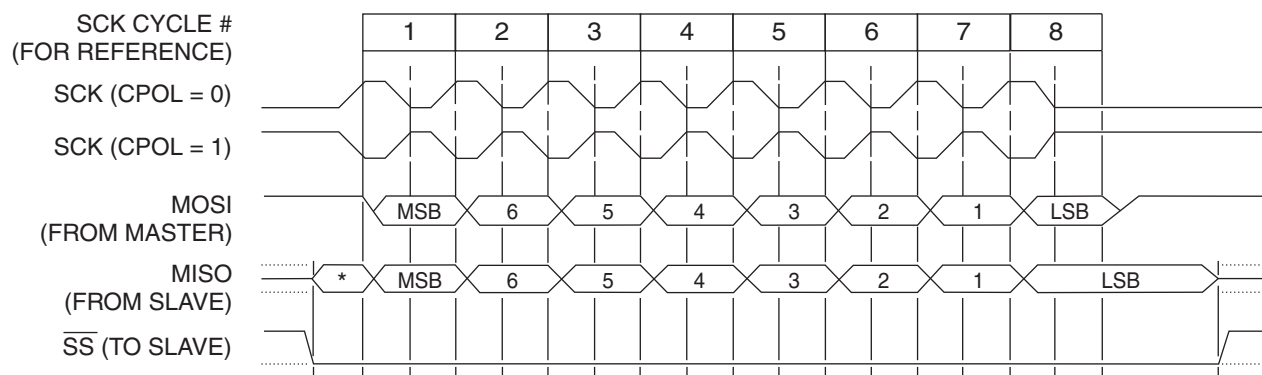 SCK CYCLE #
(FOR REFERENCE)
1 2 3 4 5 6 7 8
SCK (CPOL = 0)
SCK (CPOL = 1)
MOSI
(FROM MASTER)
MSB 6 5 4 3 2 1 LSB
MISO
(FROM SLAVE)
* MSB 6 5 4 3 2 1 LSB
S̅S̅ (TO SLAVE)